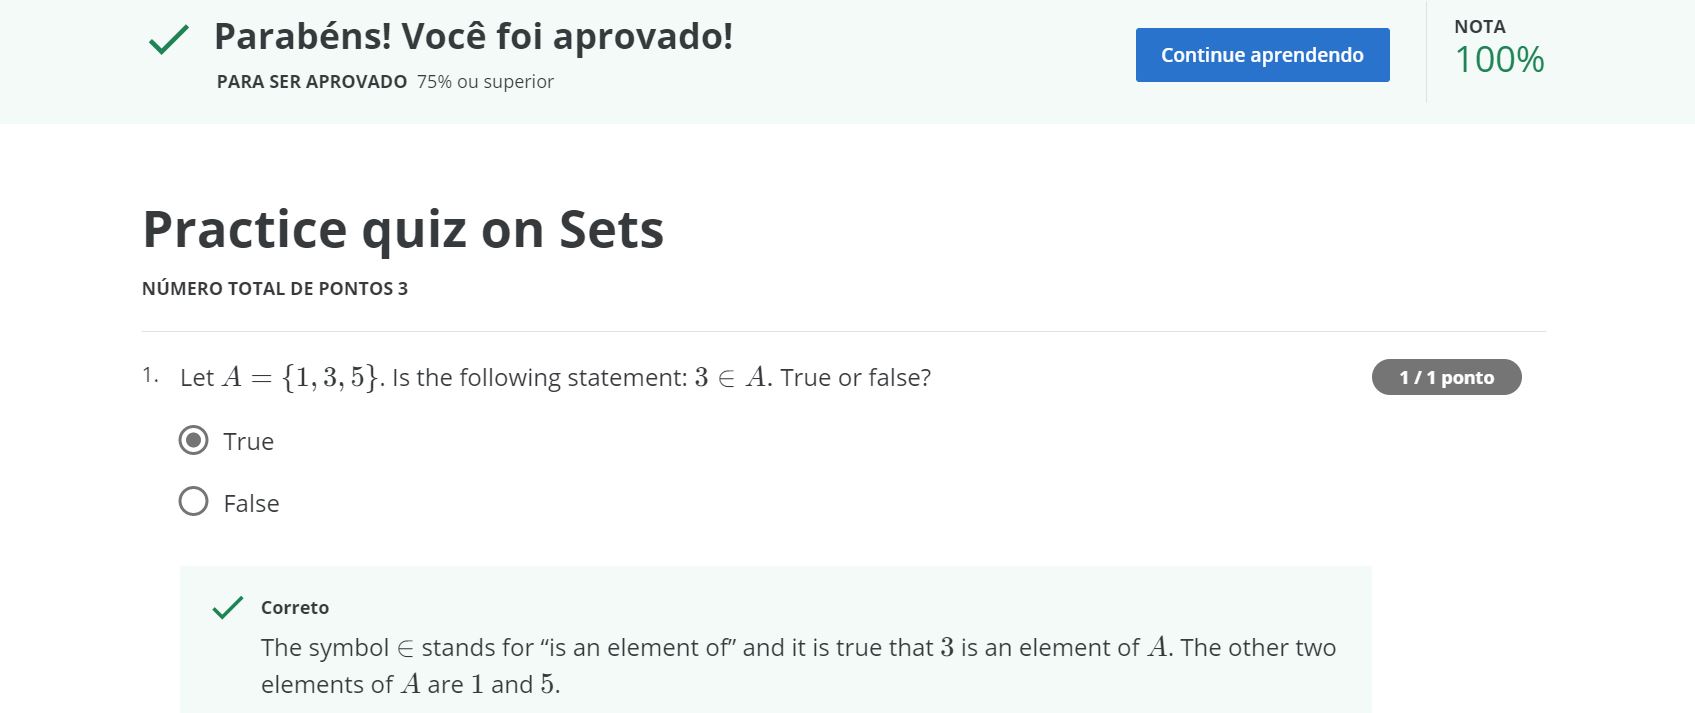 Parabéns! Você foi aprovado!
PARA SER APROVADO 75% ou superior
Continue aprendendo
NOTA
100%
Practice quiz on Sets
NÚMERO TOTAL DE PONTOS 3
1. Let A = {1, 3, 5}. Is the following statement: 3 ∈ A. True or false?
1 / 1 ponto
True
False
Correto
The symbol ∈ stands for “is an element of” and it is true that 3 is an element of A. The other two
elements of A are 1 and 5.